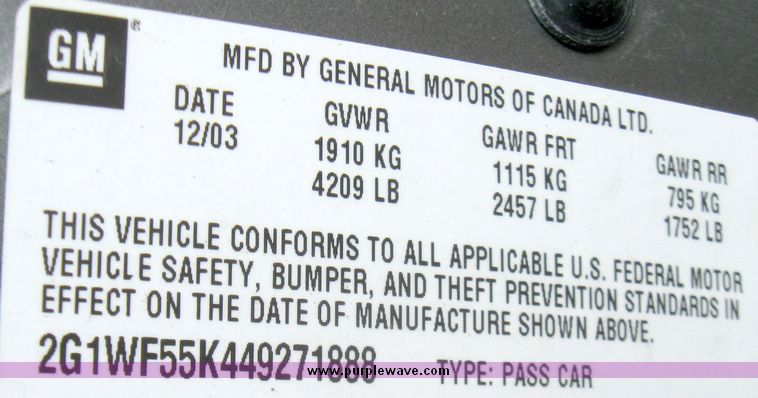 GM
MFD BY GENERAL MOTORS OF CANADA LTD.
DATE GVWR GAWR FRT GAWR RR
12/03 1910 KG 1115 KG 795 KG
4209 LB 2457 LB 1752 LB
THIS VEHICLE CONFORMS TO ALL APPLICABLE U.S. FEDERAL MOTOR
VEHICLE SAFETY, BUMPER, AND THEFT PREVENTION STANDARDS IN
EFFECT ON THE DATE OF MANUFACTURE SHOWN ABOVE.
2G1WF55K449271888 TYPE: PASS CAR
www.purplewave.com